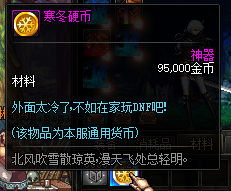 寒冬硬币
神器
95,000金币
材料
外面太冷了,不如在家玩DNF吧!
(该物品为本服通用货币)
北风吹雪散琼英,漫天飞处总轻明。